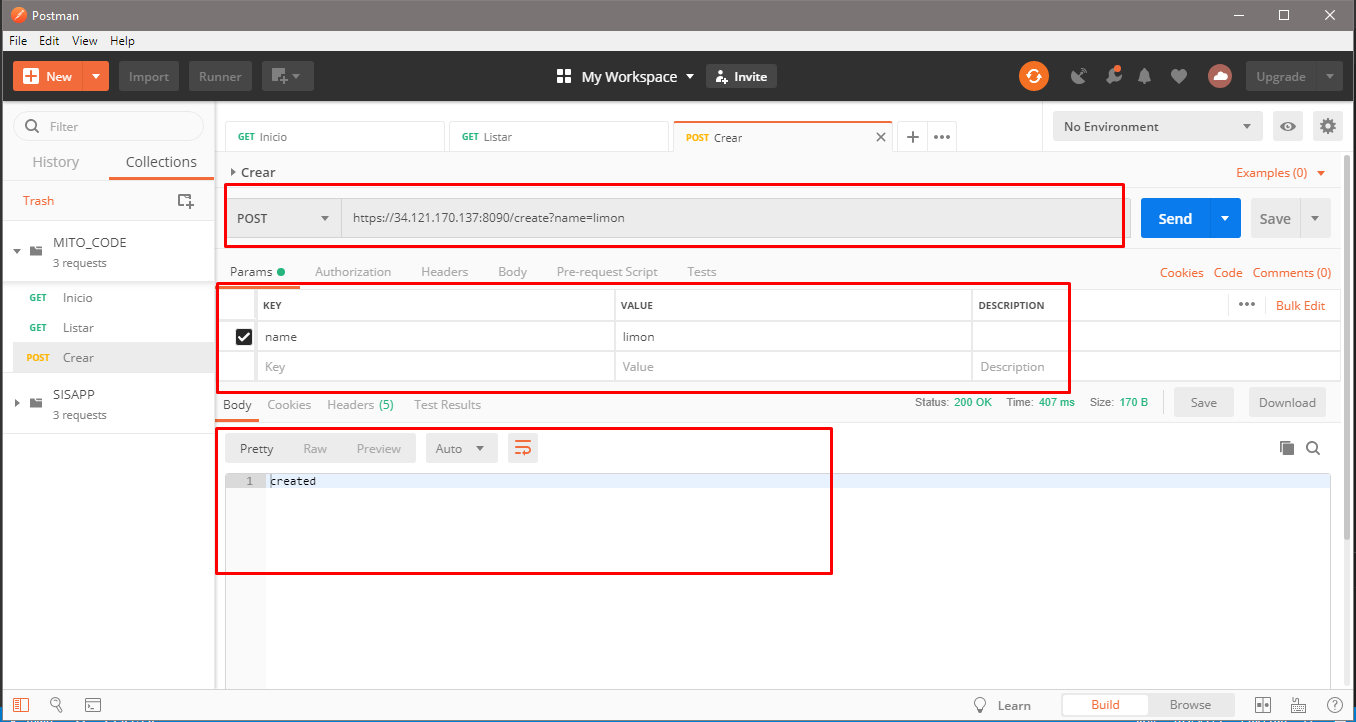 Postman
File Edit View Help
New Import Runner My Workspace Invite Upgrade
Filter
History Collections
Trash
MITO_CODE
3 requests
GET Inicio
GET Listar
POST Crear
SISAPP
3 requests
GET Inicio GET Listar POST Crear No Environment
Crear Examples (0)
POST https://34.121.170.137:8090/create?name=limon Send Save
Params Authorization Headers Body Pre-request Script Tests Cookies Code Comments (0)
KEY VALUE DESCRIPTION Bulk Edit
name limon
Key Value Description
Body Cookies Headers (5) Test Results Status: 200 OK Time: 407 ms Size: 170 B Save Download
Pretty Raw Preview Auto
1 created
Learn Build Browse